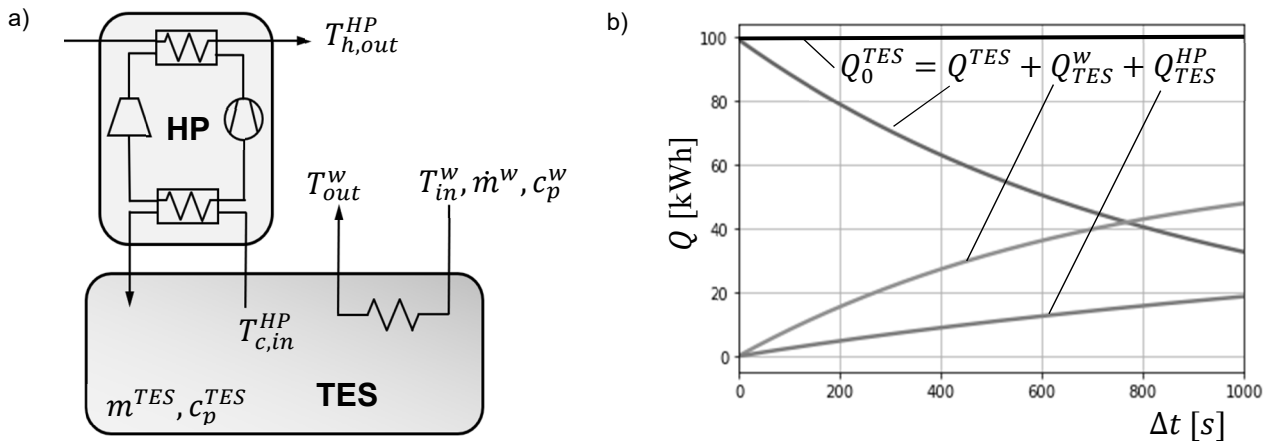 a)
T_{h,out}^{HP}
HP
T_{out}^{w}
T_{in}^{w}, ṁ^{w}, c_{p}^{w}
T_{c,in}^{HP}
m^{TES}, c_{p}^{TES}
TES
b)
Q_{0}^{TES} = Q^{TES} + Q_{TES}^{w} + Q_{TES}^{HP}
Q [kWh]
100
80
60
40
20
0
0 200 400 600 800 1000
Δt [s]